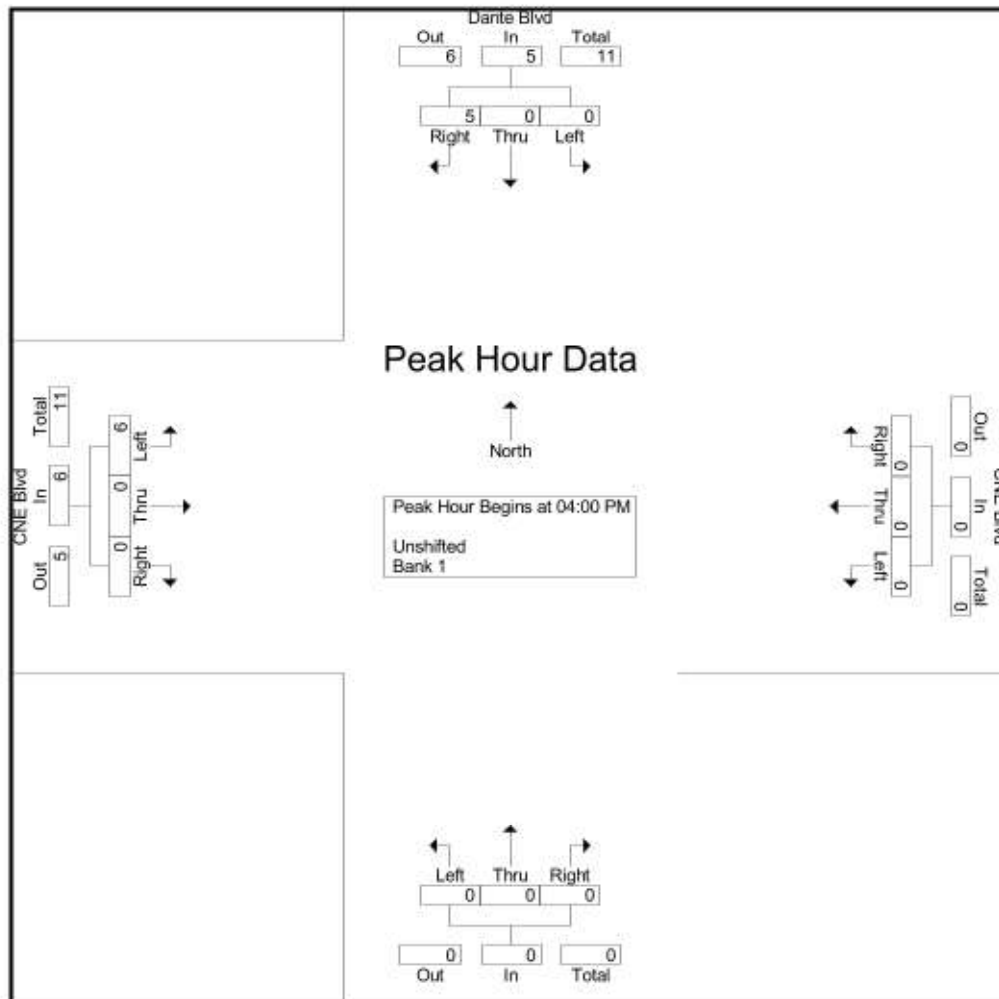 Dante Blvd
Out In Total
6 5 11
5 0 0
Right Thru Left
Peak Hour Data
North
Peak Hour Begins at 04:00 PM
Unshifted
Bank 1
CNE Blvd
Out In Total
5 6 11
Left Thru Right
6 0 0
Right Thru Left
0 0 0
Out In Total
0 0 0
Left Thru Right
0 0 0
0 0 0
Out In Total